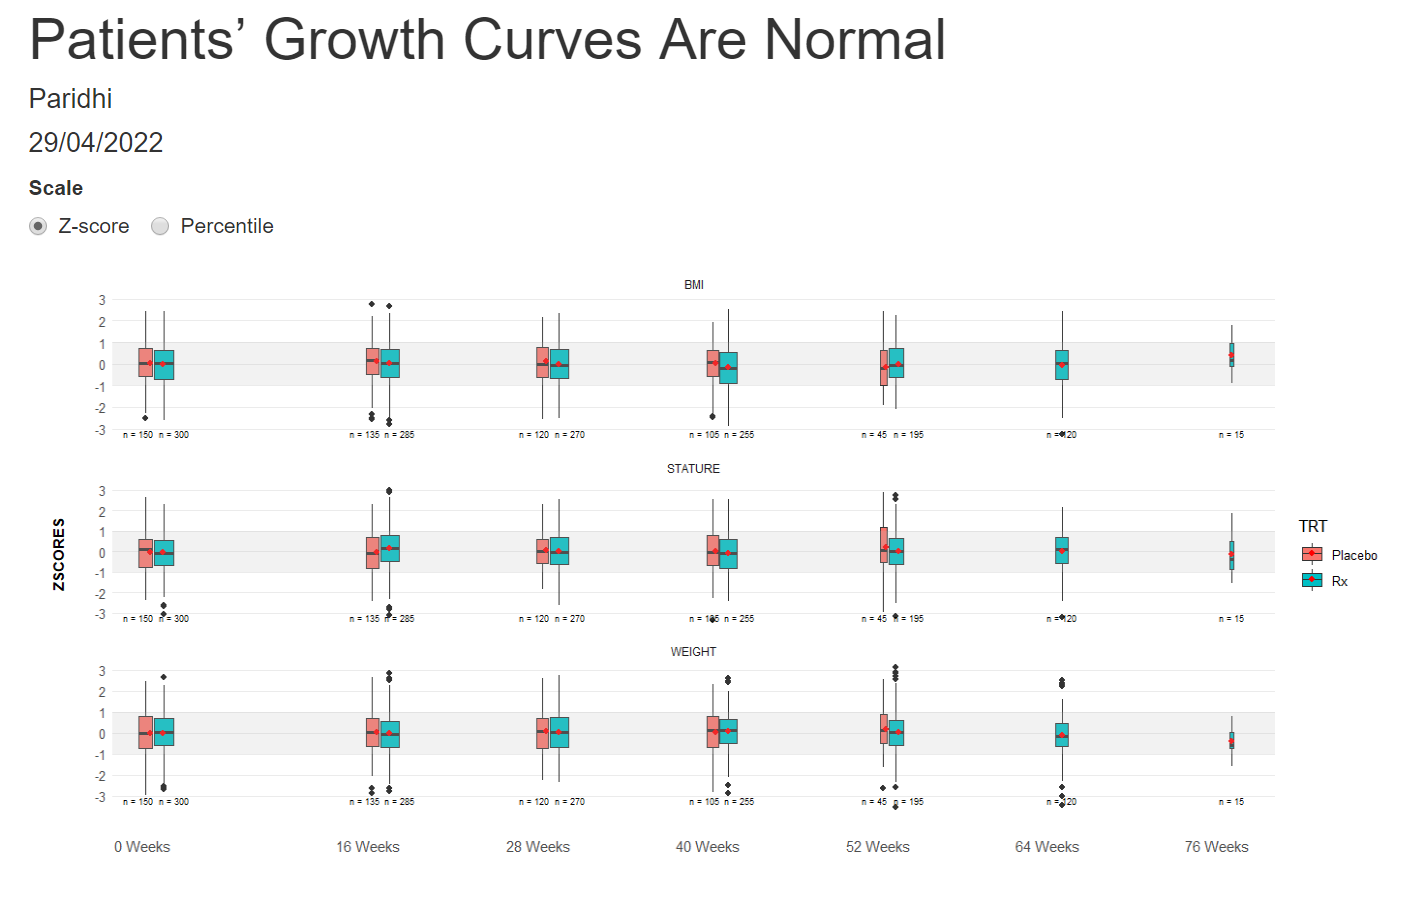 Patients’ Growth Curves Are Normal
Paridhi
29/04/2022
Scale
Z-score Percentile
BMI
3
2
1
0
-1
-2
-3
n = 150 n = 300 n = 135 n = 285 n = 120 n = 270 n = 105 n = 255 n = 45 n = 195 n = 120 n = 15
STATURE
3
2
1
0
-1
-2
-3
n = 150 n = 300 n = 135 n = 285 n = 120 n = 270 n = 105 n = 255 n = 45 n = 195 n = 120 n = 15
ZSCORES
WEIGHT
3
2
1
0
-1
-2
-3
n = 150 n = 300 n = 135 n = 285 n = 120 n = 270 n = 105 n = 255 n = 45 n = 195 n = 120 n = 15
0 Weeks 16 Weeks 28 Weeks 40 Weeks 52 Weeks 64 Weeks 76 Weeks
TRT
Placebo
Rx